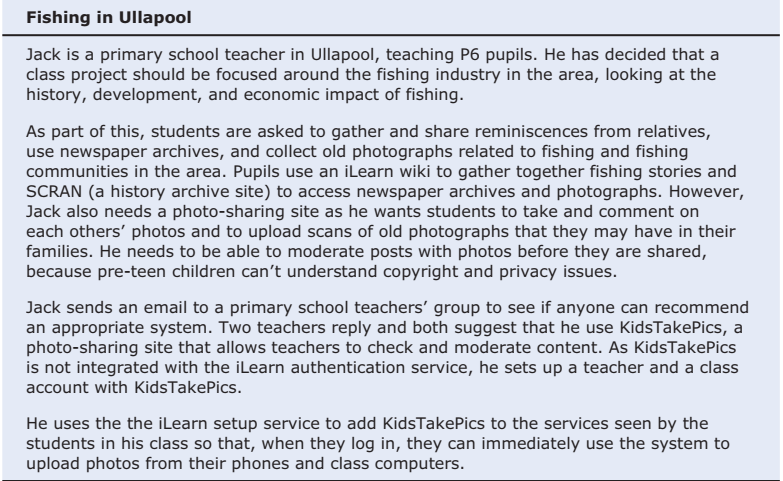 Fishing in Ullapool
Jack is a primary school teacher in Ullapool, teaching P6 pupils. He has decided that a
class project should be focused around the fishing industry in the area, looking at the
history, development, and economic impact of fishing.
As part of this, students are asked to gather and share reminiscences from relatives,
use newspaper archives, and collect old photographs related to fishing and fishing
communities in the area. Pupils use an iLearn wiki to gather together fishing stories and
SCRAN (a history archive site) to access newspaper archives and photographs. However,
Jack also needs a photo-sharing site as he wants students to take and comment on
each others’ photos and to upload scans of old photographs that they may have in their
families. He needs to be able to moderate posts with photos before they are shared,
because pre-teen children can’t understand copyright and privacy issues.
Jack sends an email to a primary school teachers’ group to see if anyone can recommend
an appropriate system. Two teachers reply and both suggest that he use KidsTakePics, a
photo-sharing site that allows teachers to check and moderate content. As KidsTakePics
is not integrated with the iLearn authentication service, he sets up a teacher and a class
account with KidsTakePics.
He uses the the iLearn setup service to add KidsTakePics to the services seen by the
students in his class so that, when they log in, they can immediately use the system to
upload photos from their phones and class computers.